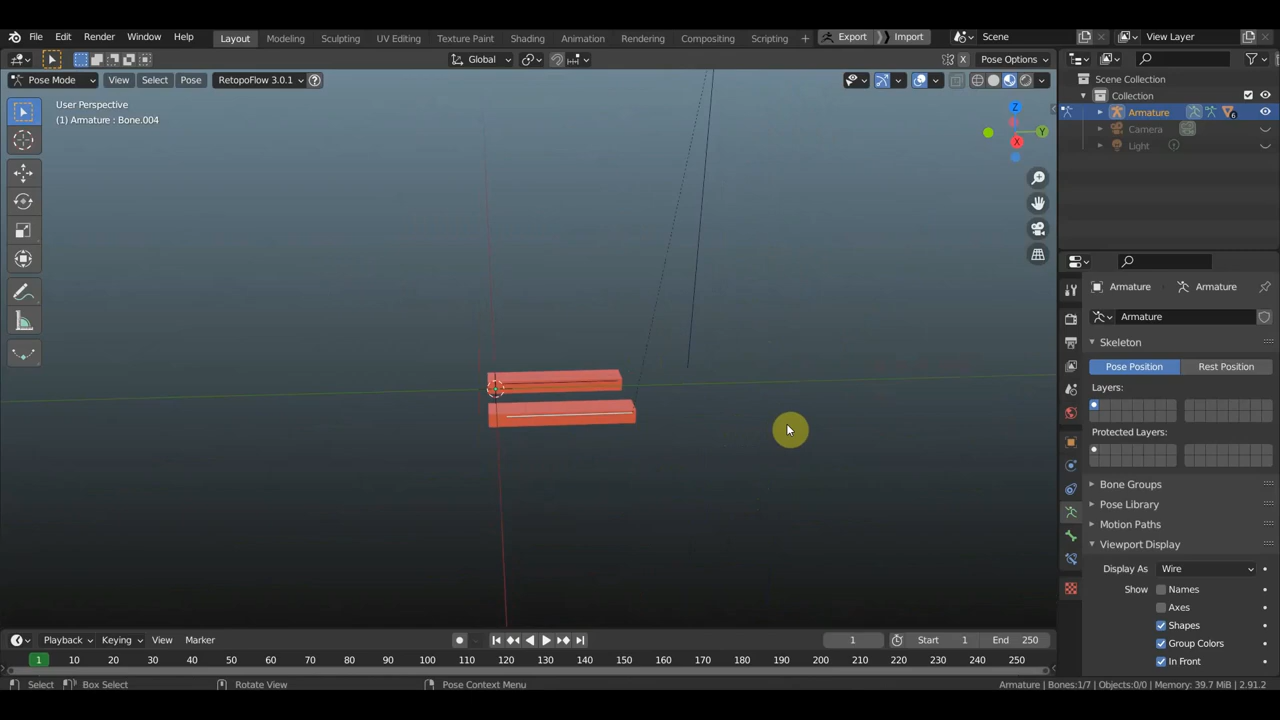 File Edit Render Window Help Layout Modeling Sculpting UV Editing Texture Paint Shading Animation Rendering Compositing Scripting + Export Import Scene View Layer
Global Pose Options
Pose Mode View Select Pose RetopoFlow 3.0.1
User Perspective
(1) Armature : Bone.004
Z
Y
X
Scene Collection
Collection
Armature 6
Camera
Light
Armature Armature
Armature
Skeleton
Pose Position Rest Position
Layers:
Protected Layers:
Bone Groups
Pose Library
Motion Paths
Viewport Display
Display As Wire
Show Names
Axes
Shapes
Group Colors
In Front
Playback Keying View Marker 1 Start 1 End 250
1 10 20 30 40 50 60 70 80 90 100 110 120 130 140 150 160 170 180 190 200 210 220 230 240 250
Select Box Select Rotate View Pose Context Menu Armature | Bones:1/7 | Objects:0/0 | Memory: 39.7 MiB | 2.91.2